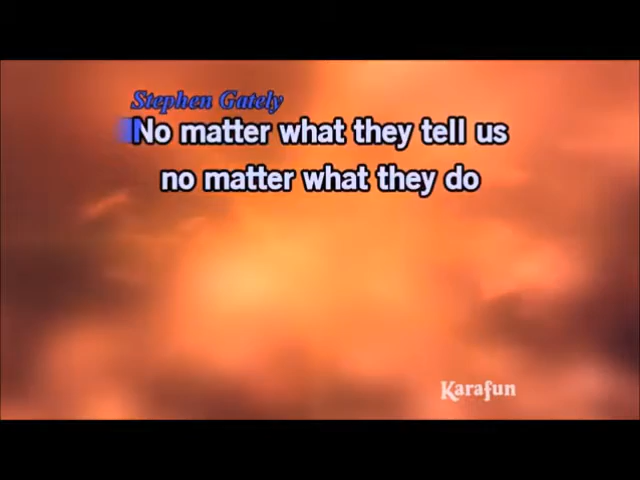 Stephen Gately
No matter what they tell us
no matter what they do
Karafun